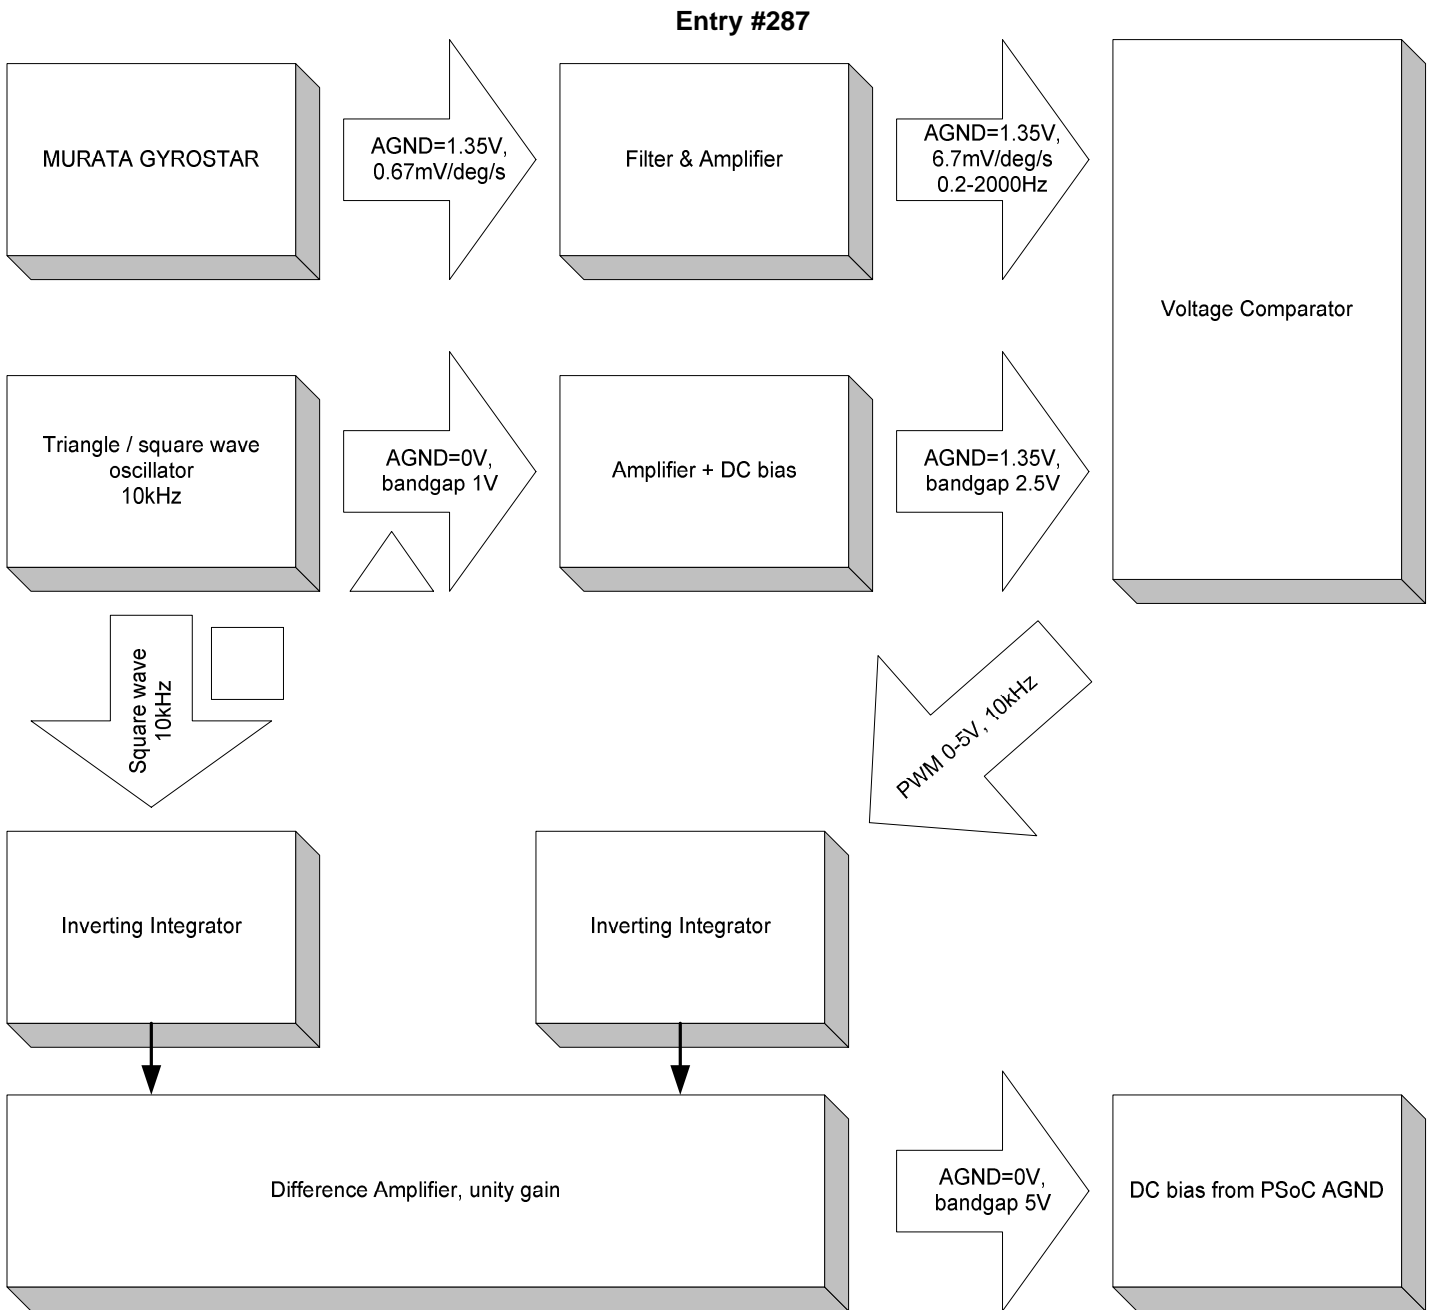 Entry #287
MURATA GYROSTAR
AGND=1.35V,
0.67mV/deg/s
Filter & Amplifier
AGND=1.35V,
6.7mV/deg/s
0.2-2000Hz
Voltage Comparator
Triangle / square wave
oscillator
10kHz
AGND=0V,
bandgap 1V
Amplifier + DC bias
AGND=1.35V,
bandgap 2.5V
Square wave
10kHz
PWM 0-5V, 10kHz
Inverting Integrator
Inverting Integrator
Difference Amplifier, unity gain
AGND=0V,
bandgap 5V
DC bias from PSoC AGND